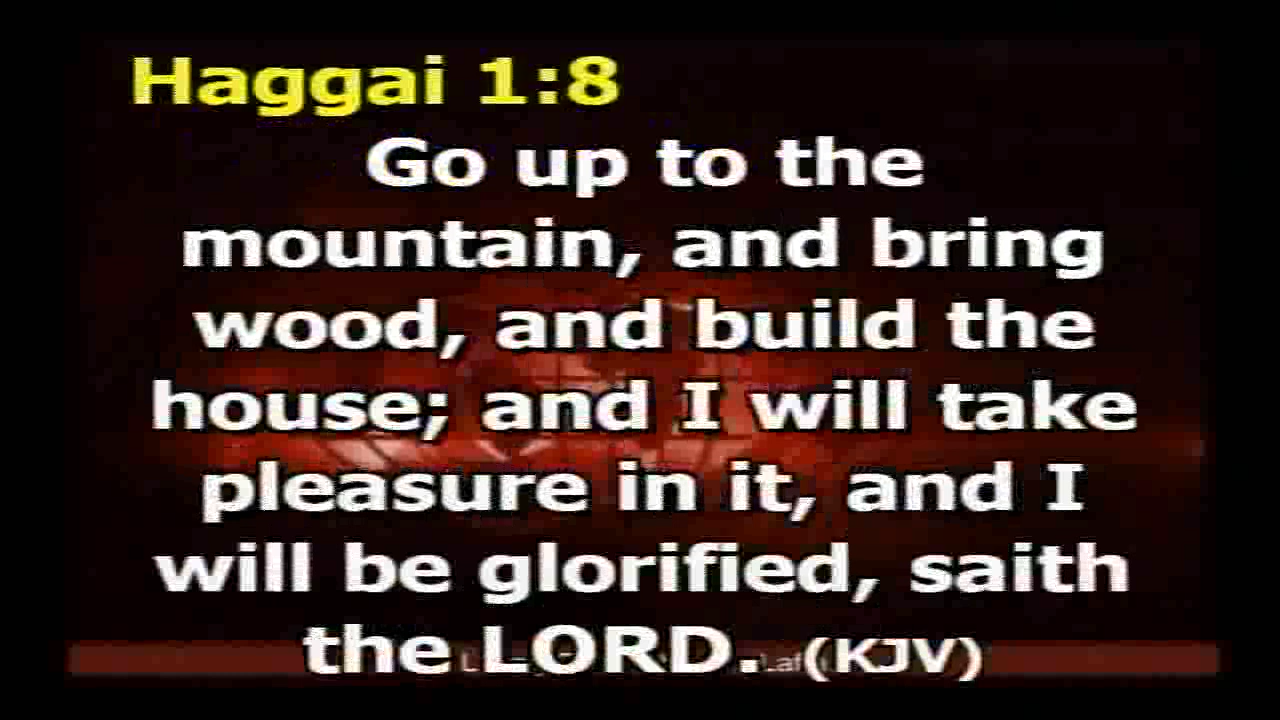 Haggai 1:8
Go up to the
mountain, and bring
wood, and build the
house; and I will take
pleasure in it, and I
will be glorified, saith
the LORD. (KJV)